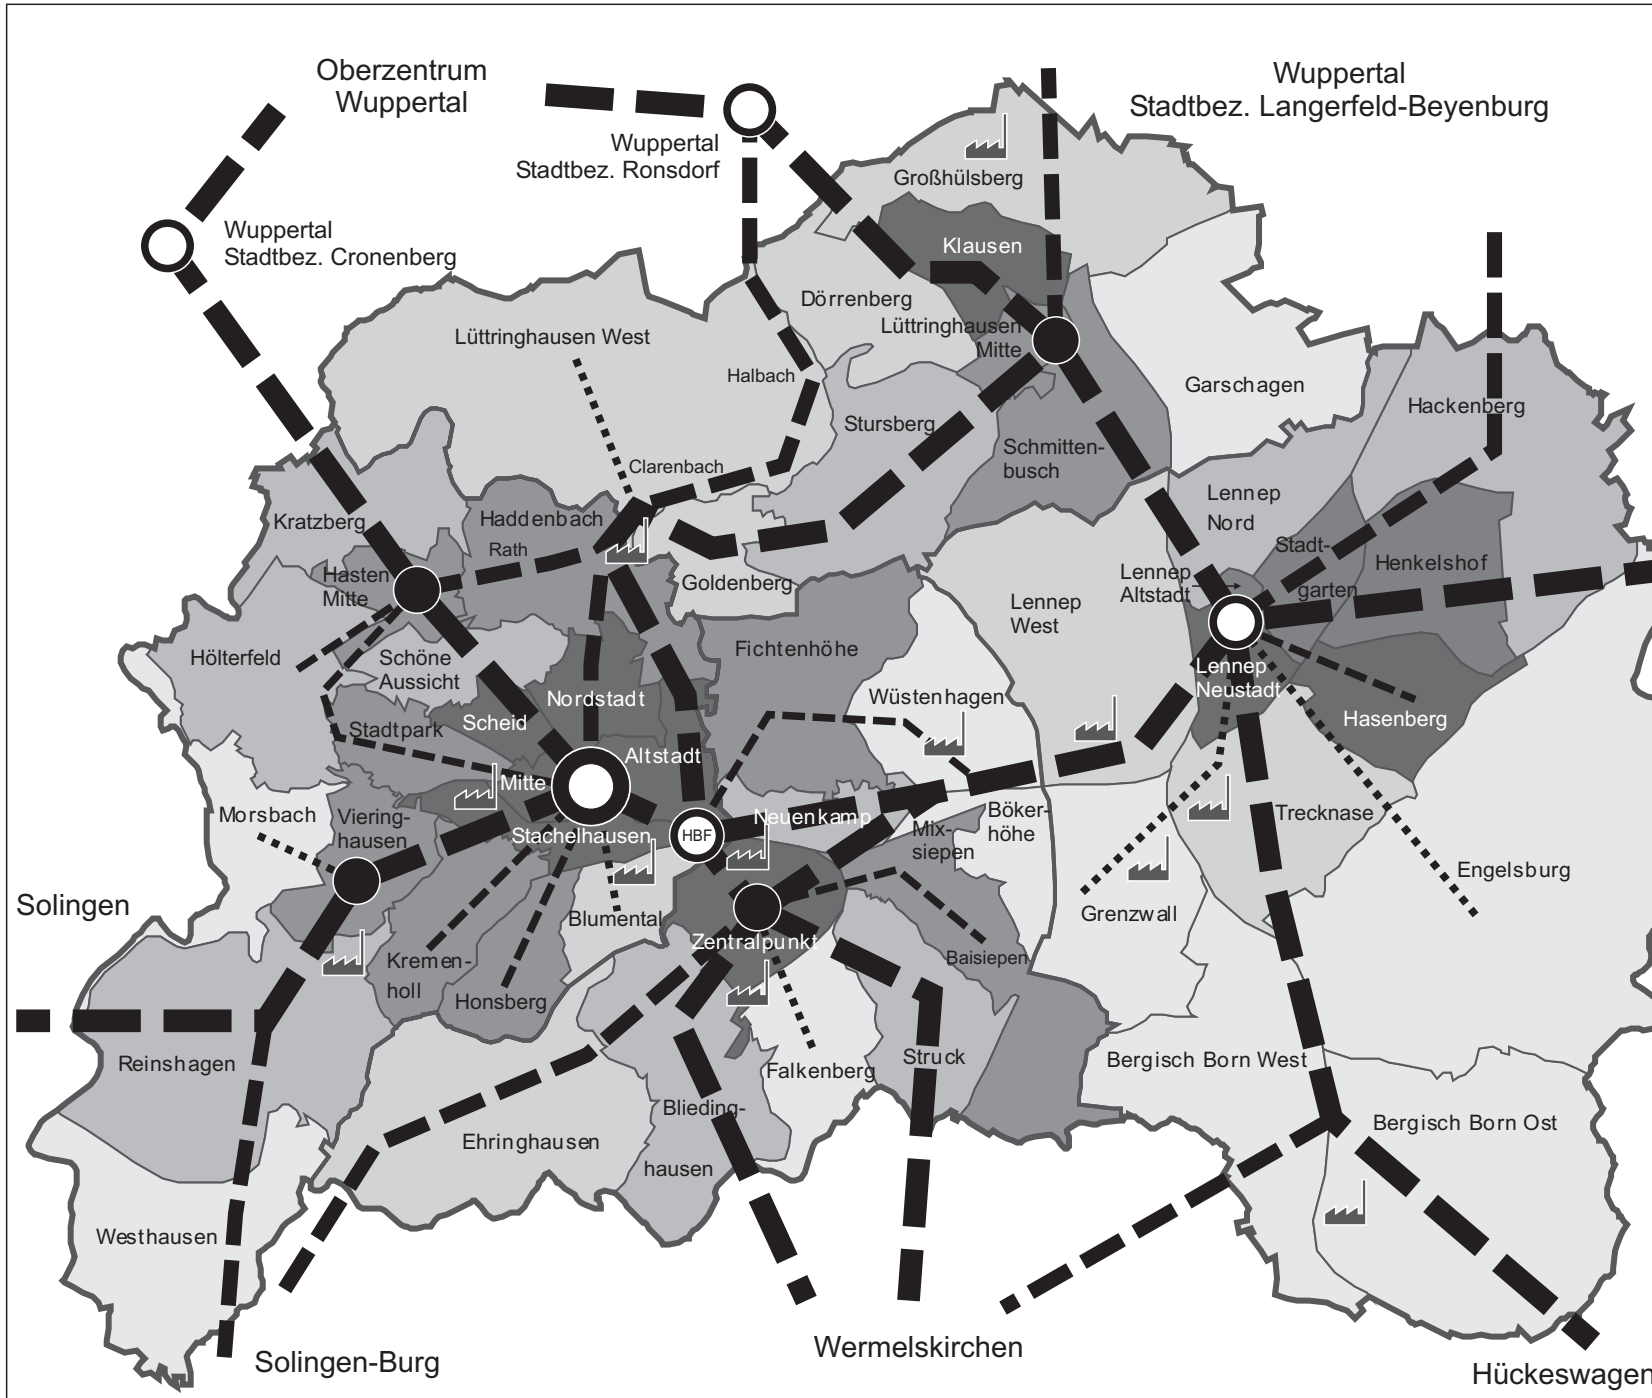 Oberzentrum
Wuppertal
Wuppertal
Stadtbez. Langerfeld-Beyenburg
Wuppertal
Stadtbez. Ronsdorf
Großhülsberg
Wuppertal
Stadtbez. Cronenberg
Klausen
Dörrenberg
Lüttringhausen
Mitte
Lüttringhausen West
Halbach
Garschagen
Hackenberg
Stursberg
Schmitten-
busch
Clarenbach
Lennep
Nord
Kratzberg
Haddenbach
Rath
Stadt-
garten
Henkelshof
Hasten
Mitte
Goldenberg
Lennep
Altstadt
Lennep
West
Hölterfeld
Schöne
Aussicht
Fichtenhöhe
Nordstadt
Wüstenhagen
Lennep
Neustadt
Hasenberg
Scheid
Stadtpark
Altstadt
Mitte
Morsbach
Viering-
hausen
Stachelhausen
HBF
Neuenkamp
Mix-
siepen
Böker-
höhe
Trecknase
Engelsburg
Solingen
Blumental
Grenzwall
Zentralpunkt
Baisiepen
Kremen-
holl
Honsberg
Reinshagen
Struck
Falkenberg
Bergisch Born West
Blieding-
hausen
Ehringhausen
Bergisch Born Ost
Westhausen
Solingen-Burg
Wermelskirchen
Hückeswagen